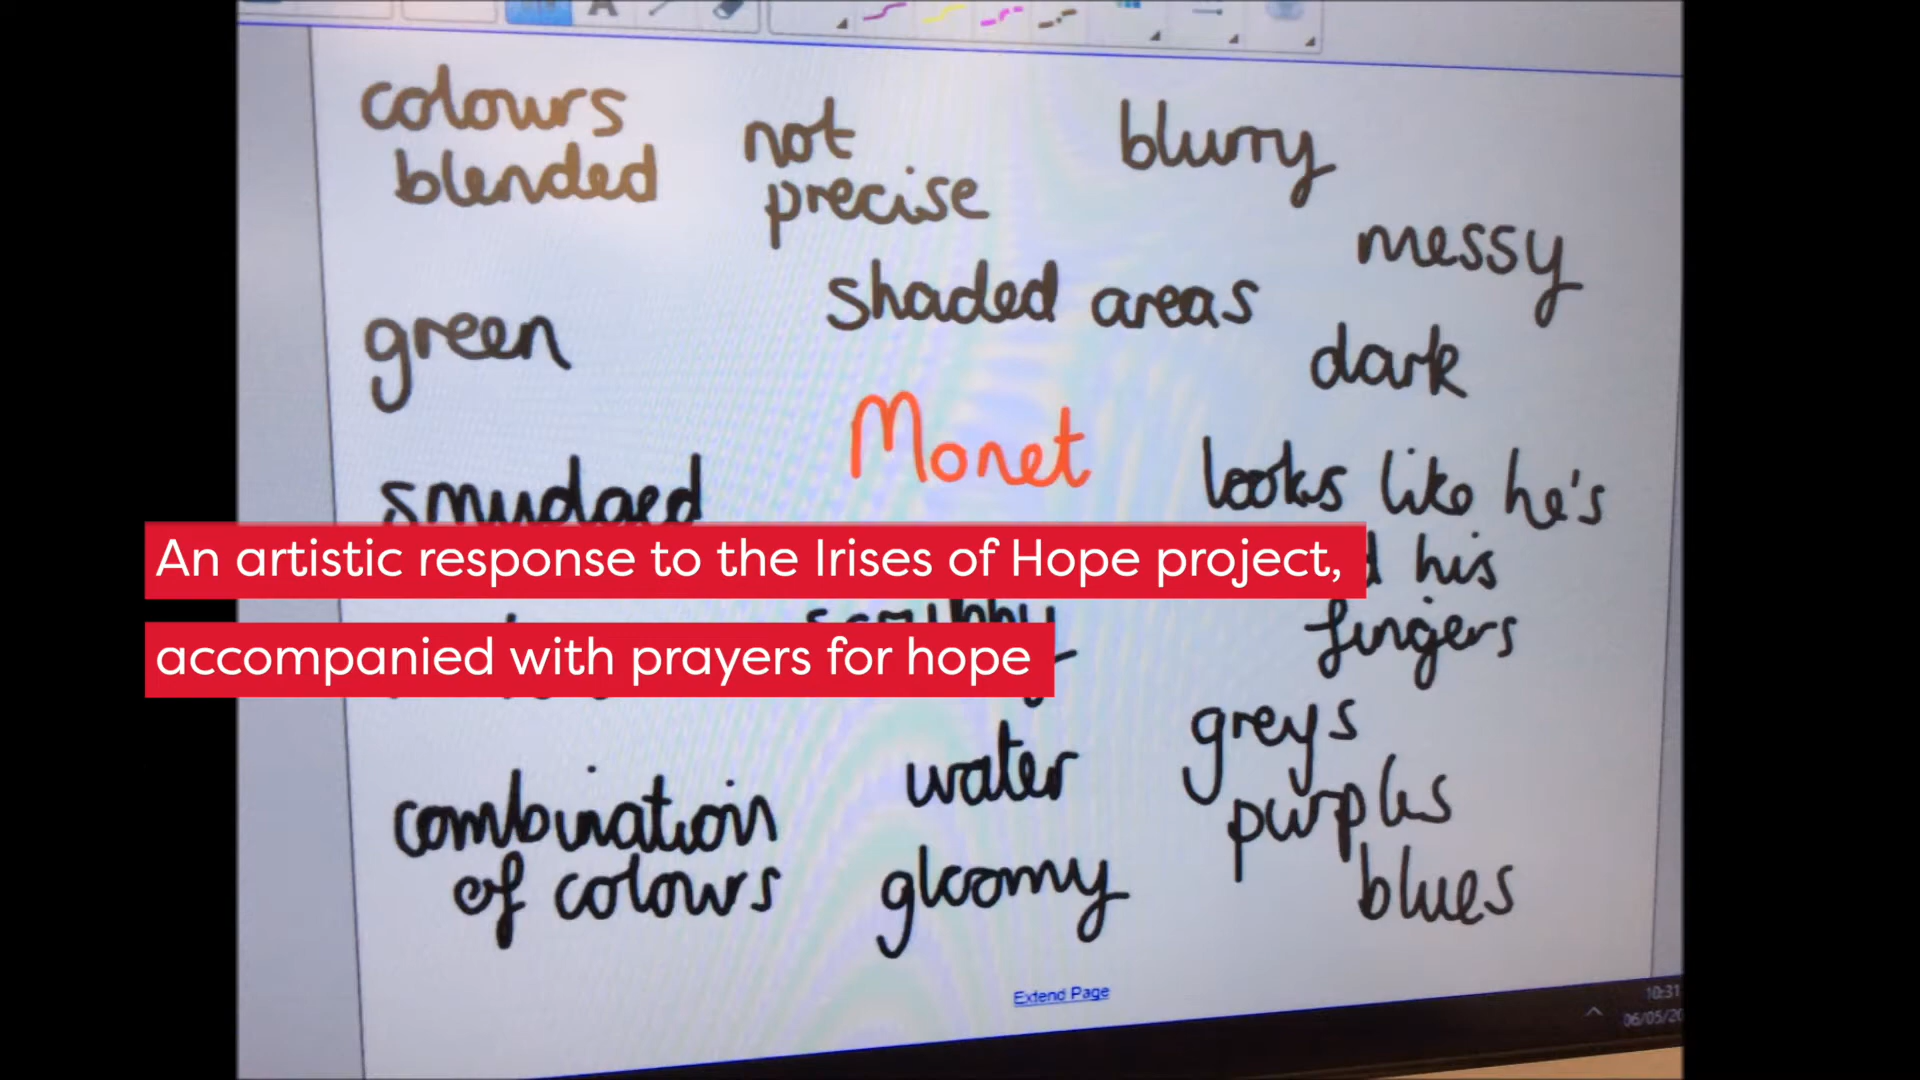 colours
blended
not
precise
blurry
messy
shaded areas
green
dark
Monet
smudged
looks like he's
his
fingers
An artistic response to the Irises of Hope project,
accompanied with prayers for hope
greys
purples
blues
water
combination
of colours
gloomy
Extend Page
10:31